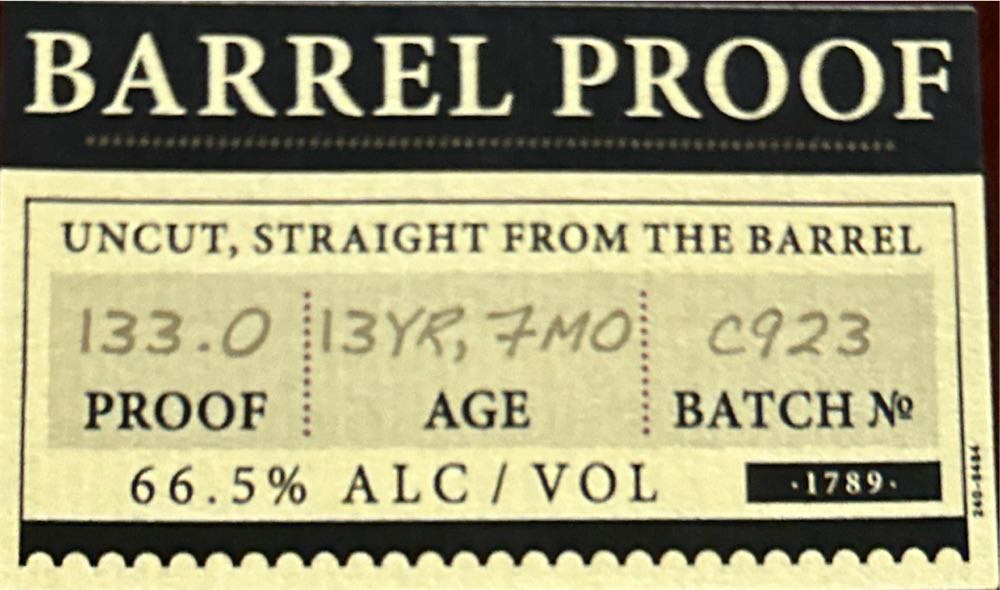 BARREL PROOF
UNCUT, STRAIGHT FROM THE BARREL
133.0 13YR, 7MO C923
PROOF AGE BATCH №
66.5% ALC / VOL ·1789·
240-8484